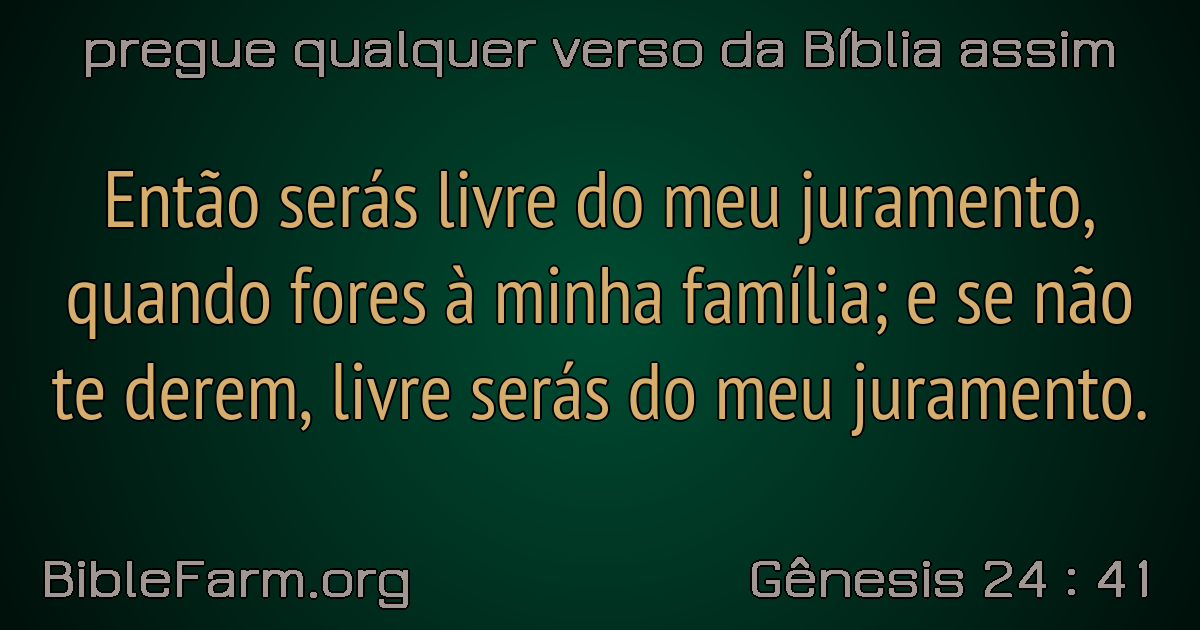 pregue qualquer verso da Bíblia assim
Então serás livre do meu juramento,
quando fores à minha família; e se não
te derem, livre serás do meu juramento.
BibleFarm.org
Gênesis 24 : 41